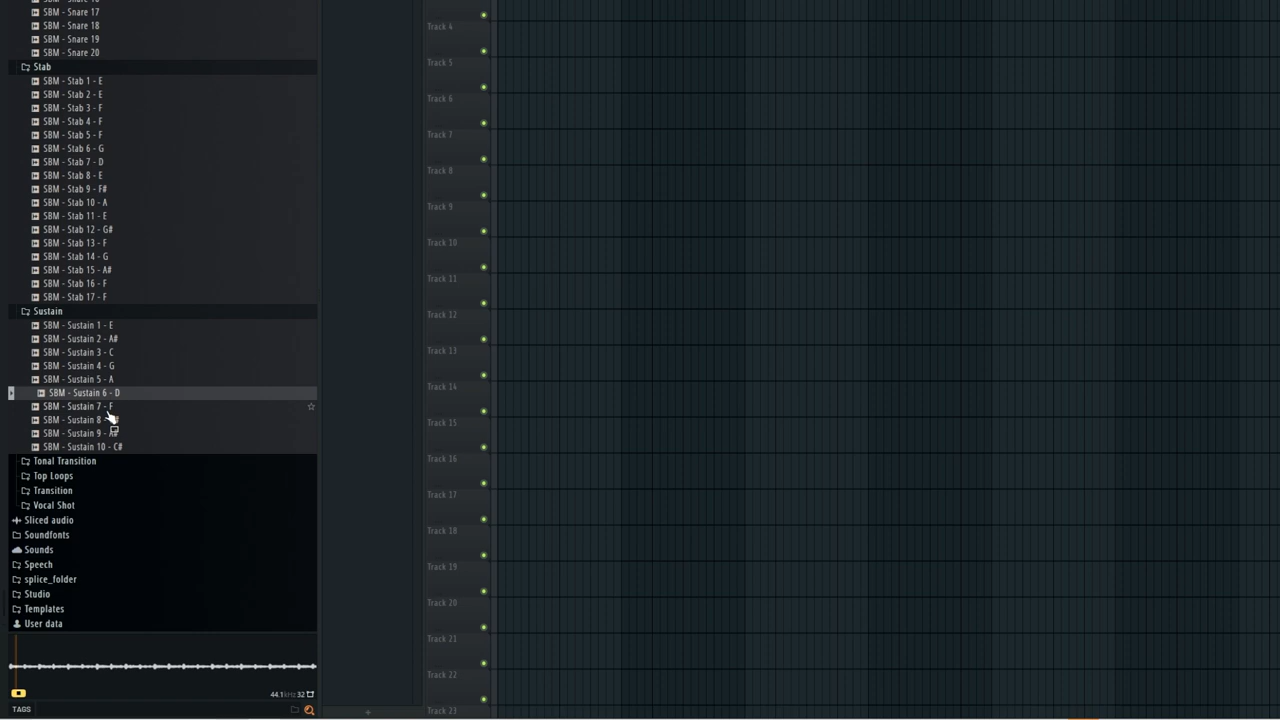 SBM - Snare 17
SBM - Snare 18
SBM - Snare 19
SBM - Snare 20
Stab
SBM - Stab 1 - E
SBM - Stab 2 - E
SBM - Stab 3 - F
SBM - Stab 4 - F
SBM - Stab 5 - F
SBM - Stab 6 - G
SBM - Stab 7 - D
SBM - Stab 8 - E
SBM - Stab 9 - F#
SBM - Stab 10 - A
SBM - Stab 11 - E
SBM - Stab 12 - G#
SBM - Stab 13 - F
SBM - Stab 14 - G
SBM - Stab 15 - A#
SBM - Stab 16 - F
SBM - Stab 17 - F
Sustain
SBM - Sustain 1 - E
SBM - Sustain 2 - A#
SBM - Sustain 3 - C
SBM - Sustain 4 - G
SBM - Sustain 5 - A
SBM - Sustain 6 - D
SBM - Sustain 7 - F
SBM - Sustain 8 -
SBM - Sustain 9 - A#
SBM - Sustain 10 - C#
Tonal Transition
Top Loops
Transition
Vocal Shot
Sliced audio
Soundfonts
Sounds
Speech
splice_folder
Studio
Templates
User data
44.1kHz 32
TAGS
Track 4
Track 5
Track 6
Track 7
Track 8
Track 9
Track 10
Track 11
Track 12
Track 13
Track 14
Track 15
Track 16
Track 17
Track 18
Track 19
Track 20
Track 21
Track 22
Track 23